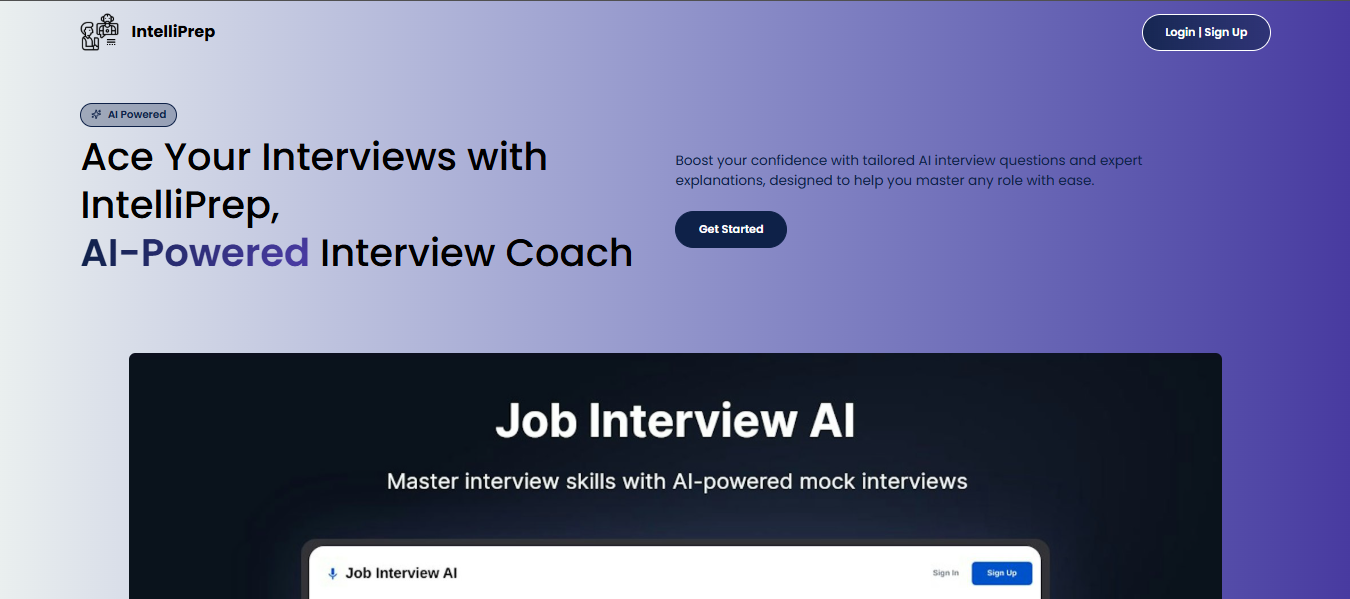 IntelliPrep
Login | Sign Up
AI Powered
Ace Your Interviews with
IntelliPrep,
AI-Powered Interview Coach
Boost your confidence with tailored AI interview questions and expert
explanations, designed to help you master any role with ease.
Get Started
Job Interview AI
Master interview skills with AI-powered mock interviews
Job Interview AI
Sign In
Sign Up